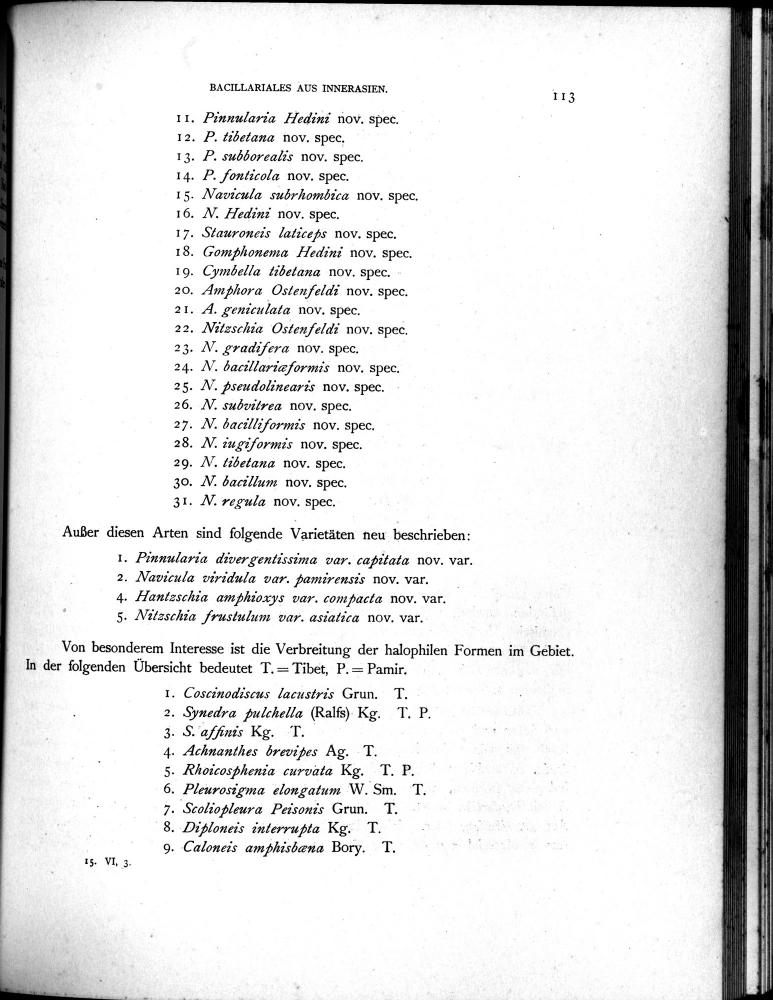 BACILLARIALES AUS INNERASIEN.
113
11. Pinnularia Hedini nov. spec.
12. P. tibetana nov. spec.
13. P. subborealis nov. spec.
14. P. fonticola nov. spec.
15. Navicula subrhombica nov. spec.
16. N. Hedini nov. spec.
17. Stauroneis laticeps nov. spec.
18. Gomphonema Hedini nov. spec.
19. Cymbella tibetana nov. spec.
20. Amphora Ostenfeldi nov. spec.
21. A. geniculata nov. spec.
22. Nitzschia Ostenfeldi nov. spec.
23. N. gradifera nov. spec.
24. N. bacillariæformis nov. spec.
25. N. pseudolinearis nov. spec.
26. N. subvitrea nov. spec.
27. N. bacilliformis nov. spec.
28. N. iugiformis nov. spec.
29. N. tibetana nov. spec.
30. N. bacillum nov. spec.
31. N. regula nov. spec.
Außer diesen Arten sind folgende Varietäten neu beschrieben:
1. Pinnularia divergentissima var. capitata nov. var.
2. Navicula viridula var. pamirensis nov. var.
4. Hantzschia amphioxys var. compacta nov. var.
5. Nitzschia frustulum var. asiatica nov. var.
Von besonderem Interesse ist die Verbreitung der halophilen Formen im Gebiet.
In der folgenden Übersicht bedeutet T. = Tibet, P. = Pamir.
1. Coscinodiscus lacustris Grun. T.
2. Synedra pulchella (Ralfs) Kg. T. P.
3. S. affinis Kg. T.
4. Achnanthes brevipes Ag. T.
5. Rhoicosphenia curvata Kg. T. P.
6. Pleurosigma elongatum W. Sm. T.
7. Scoliopleura Peisonis Grun. T.
8. Diploneis interrupta Kg. T.
9. Caloneis amphisbæna Bory. T.
15. VI, 3.